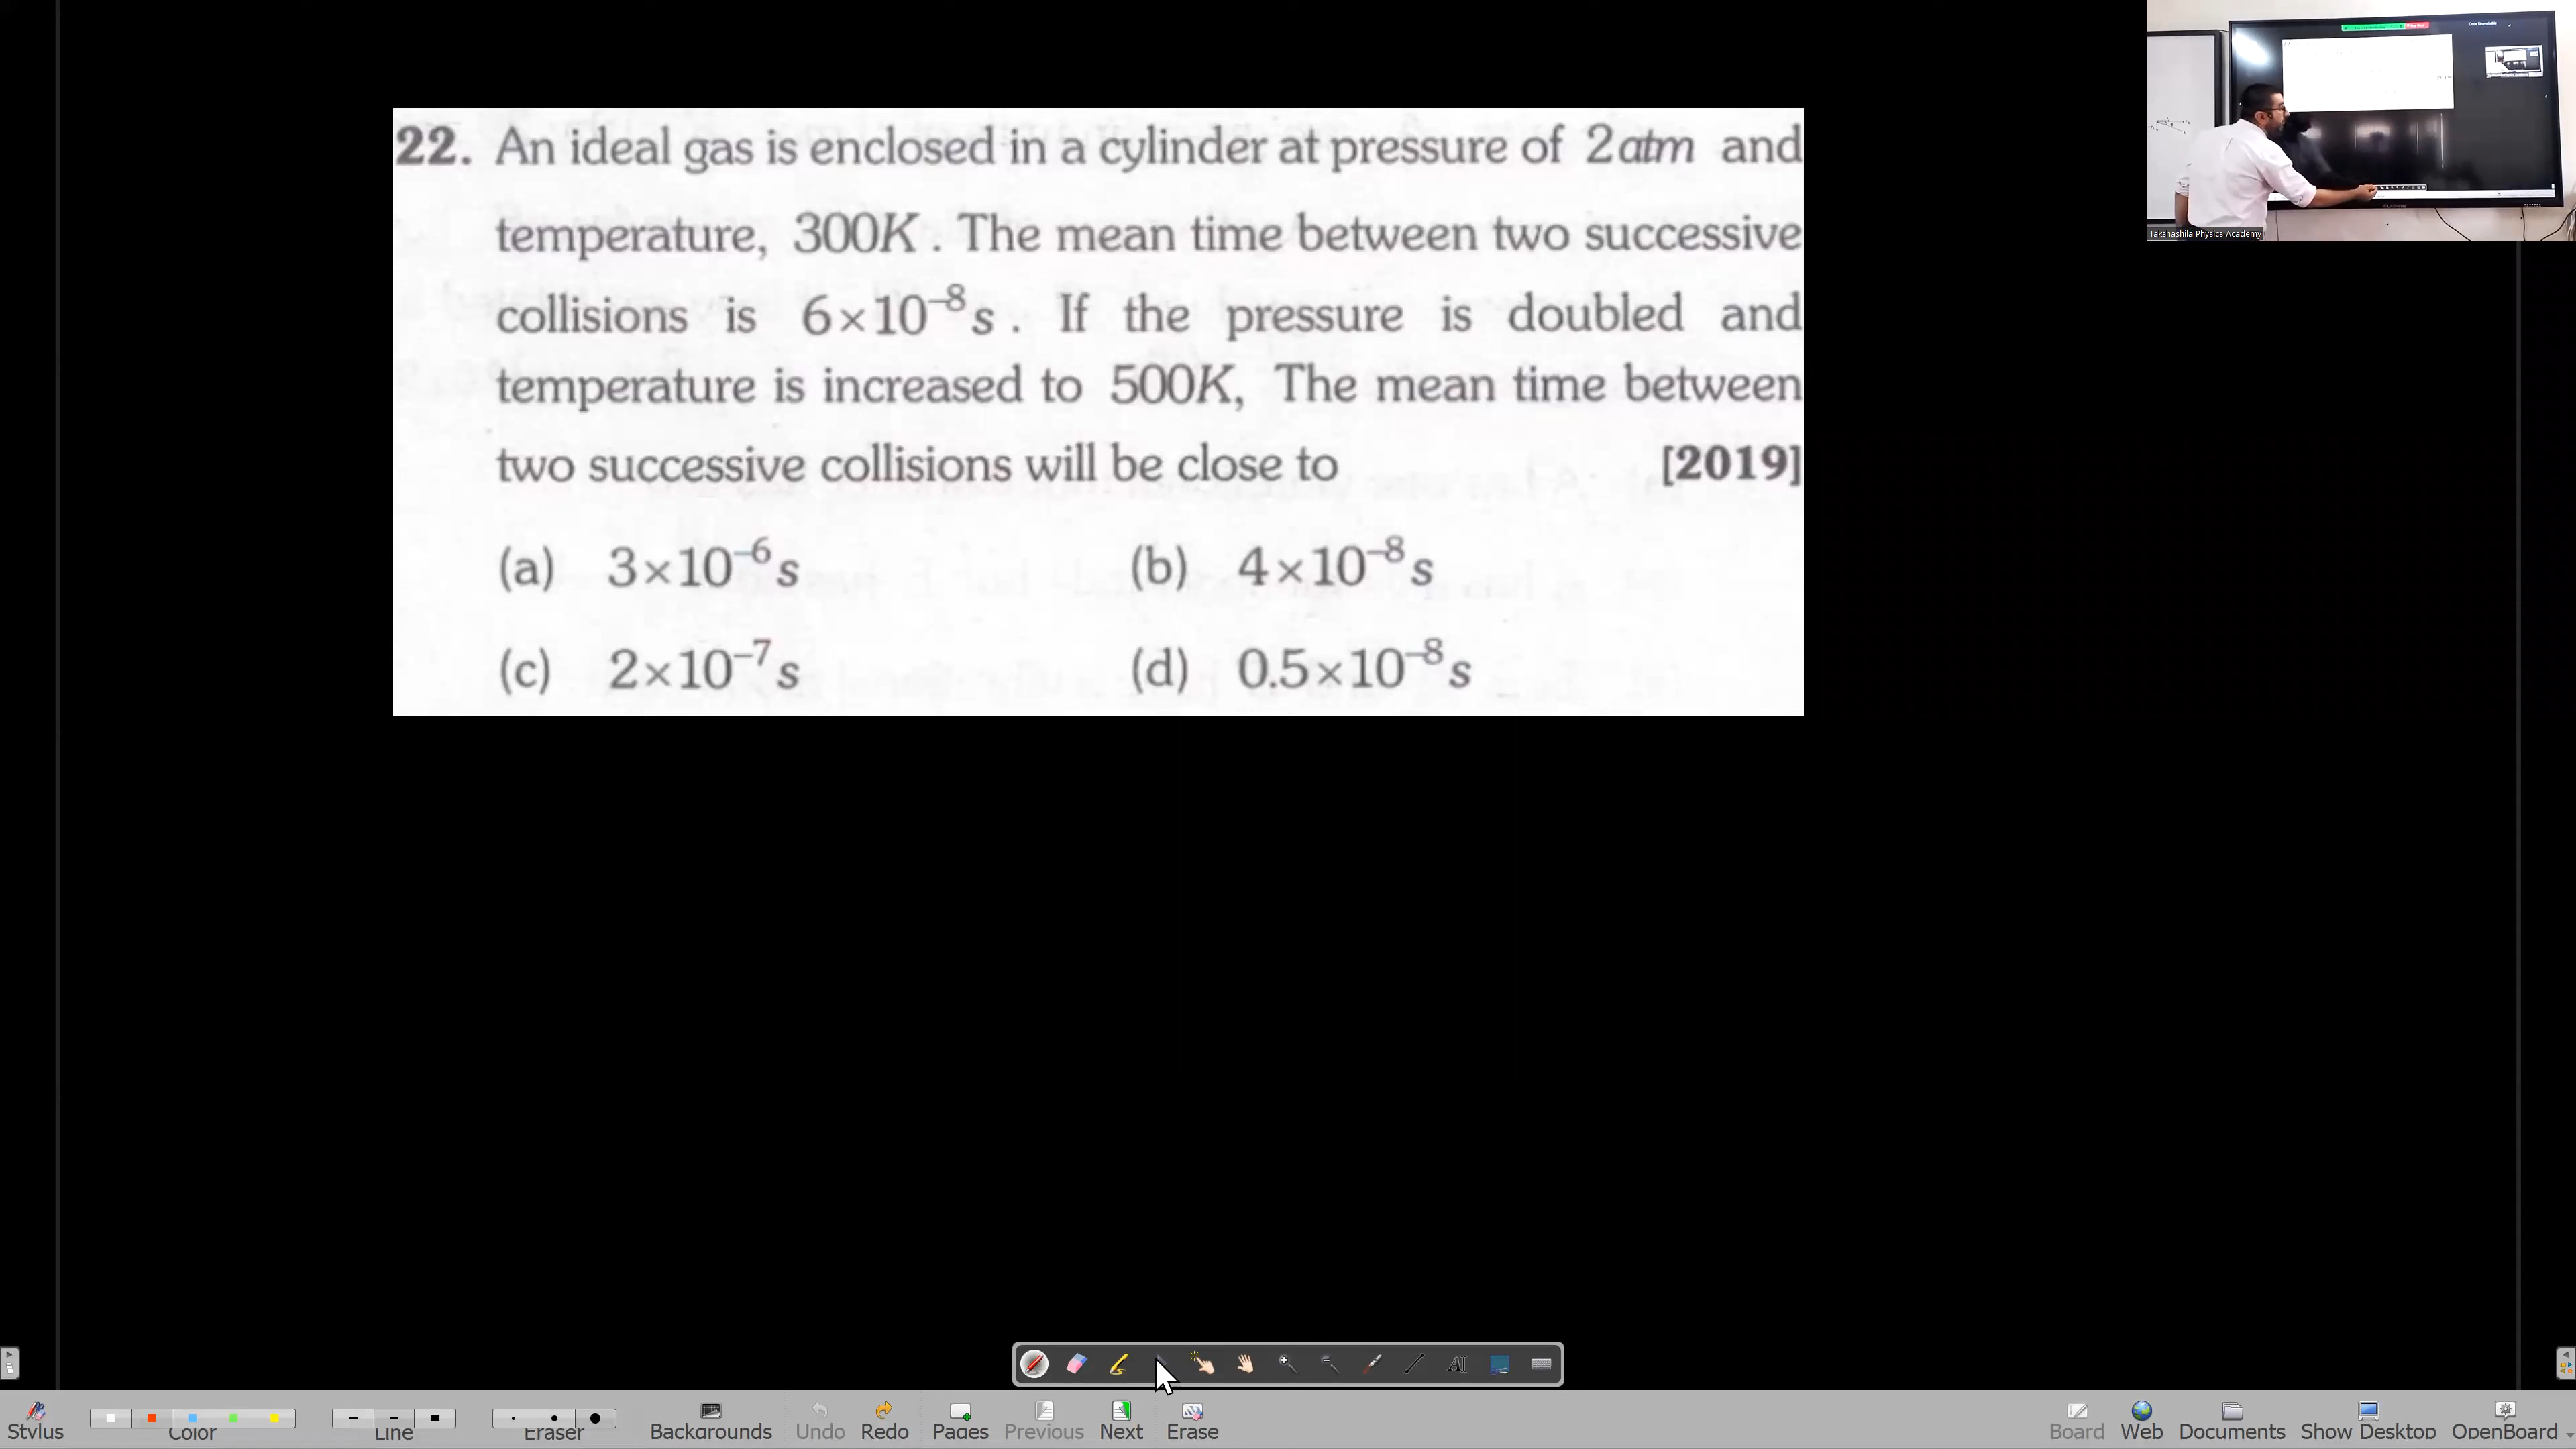 22. An ideal gas is enclosed in a cylinder at pressure of 2atm and
temperature, 300K. The mean time between two successive
collisions is 6×10⁻⁸s. If the pressure is doubled and
temperature is increased to 500K, The mean time between
two successive collisions will be close to [2019]
(a) 3×10⁻⁶s (b) 4×10⁻⁸s
(c) 2×10⁻⁷s (d) 0.5×10⁻⁸s
Takshashila Physics Academy
Stylus Color Line Eraser Backgrounds Undo Redo Pages Previous Next Erase Board Web Documents Show Desktop OpenBoard